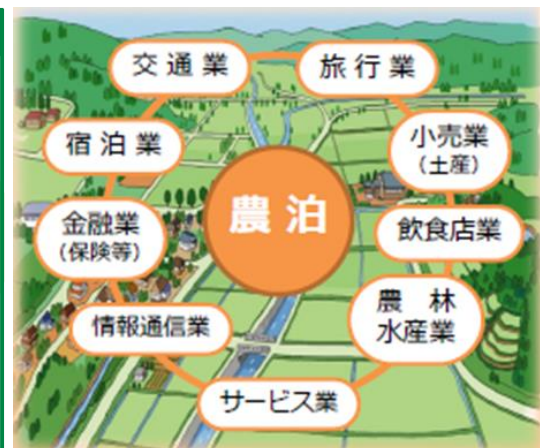 交通業
旅行業
宿泊業
小売業
(土産)
農泊
金融業
(保険等)
飲食店業
農林
水産業
情報通信業
サービス業